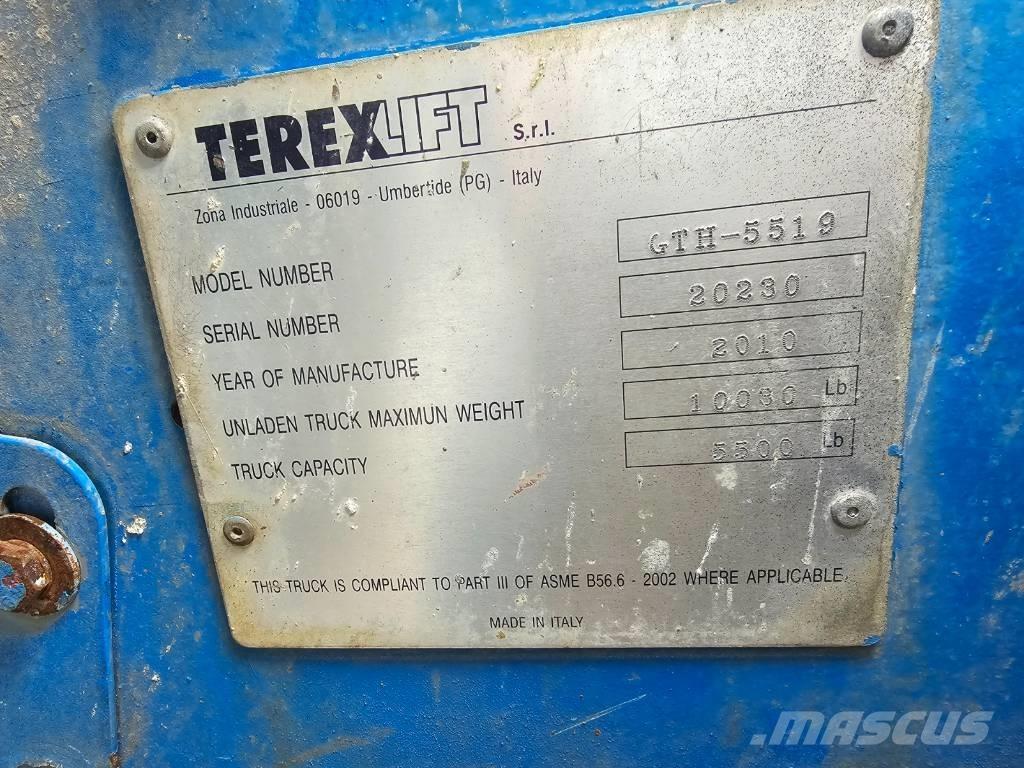 TEREXLIFT S.r.l.
Zona Industriale - 06019 - Umbertide (PG) - Italy
MODEL NUMBER GTH-5519
SERIAL NUMBER 20230
YEAR OF MANUFACTURE 2010
UNLADEN TRUCK MAXIMUN WEIGHT 10080 Lb
TRUCK CAPACITY 5500 Lb
THIS TRUCK IS COMPLIANT TO PART III OF ASME B56.6 - 2002 WHERE APPLICABLE
MADE IN ITALY
MASCUS